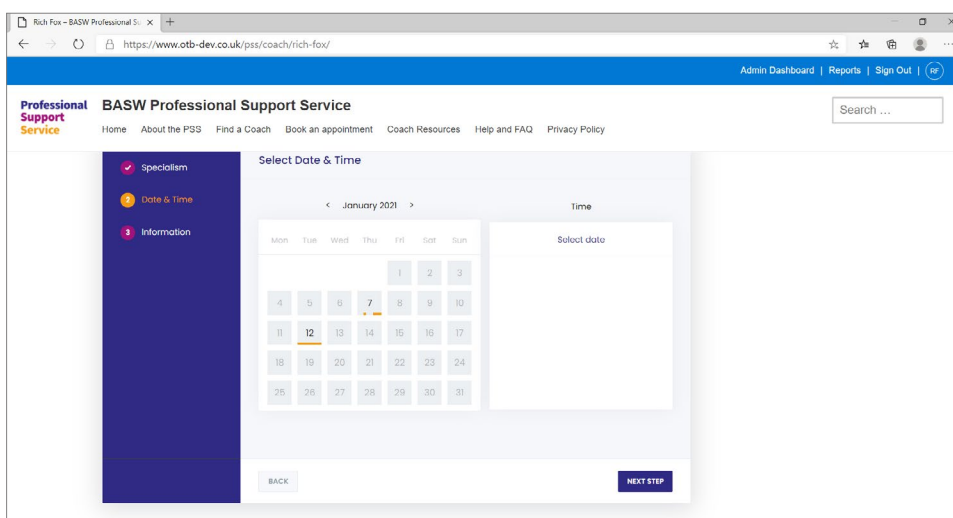 Rich Fox – BASW Professional Su
https://www.otb-dev.co.uk/pss/coach/rich-fox/
Admin Dashboard | Reports | Sign Out | RF
Professional
Support
Service
BASW Professional Support Service
Search ...
Home About the PSS Find a Coach Book an appointment Coach Resources Help and FAQ Privacy Policy
Specialism
2 Date & Time
3 Information
Select Date & Time
< January 2021 >
Mon Tue Wed Thu Fri Sat Sun
1 2 3
4 5 6 7 8 9 10
11 12 13 14 15 16 17
18 19 20 21 22 23 24
25 26 27 28 29 30 31
Time
Select date
BACK
NEXT STEP